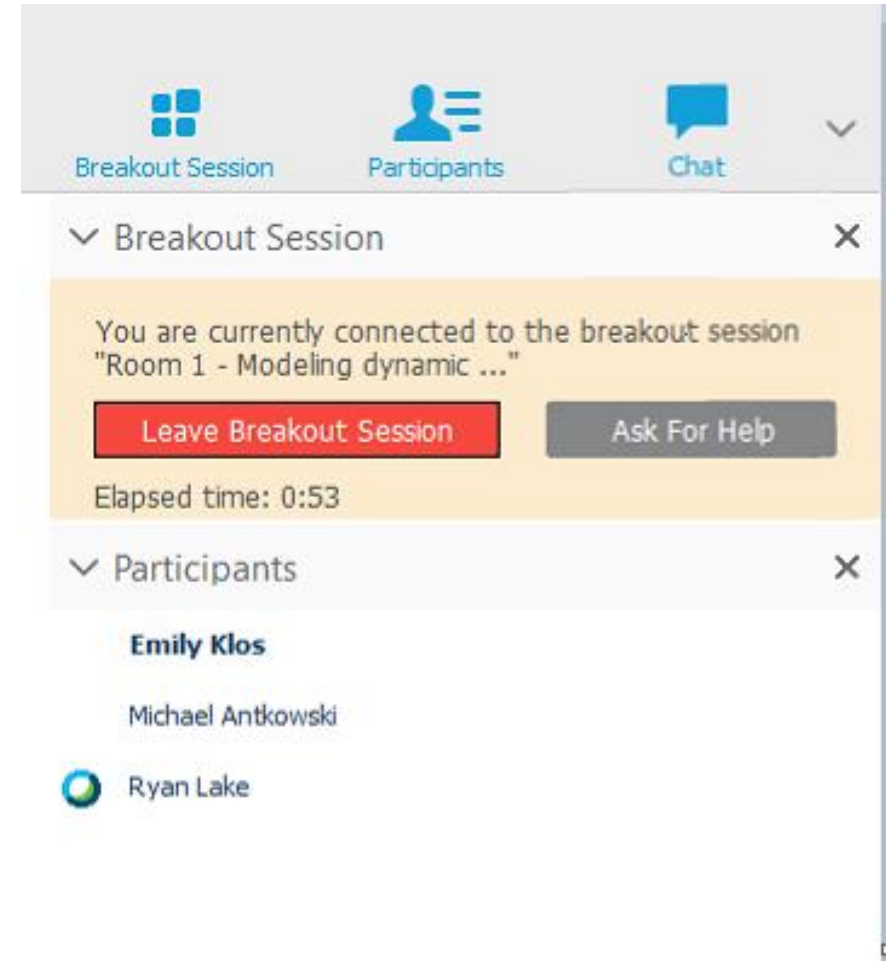 Breakout Session Participants Chat
Breakout Session
You are currently connected to the breakout session
"Room 1 - Modeling dynamic ..."
Leave Breakout Session Ask For Help
Elapsed time: 0:53
Participants
Emily Klos
Michael Antkowski
Ryan Lake